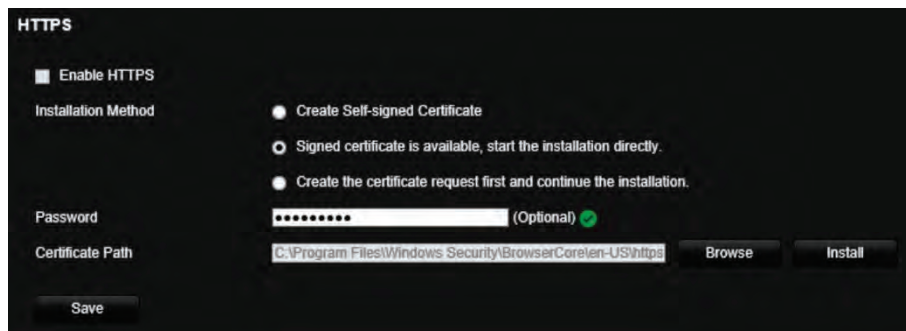 HTTPS
Enable HTTPS
Installation Method
Create Self-signed Certificate
Signed certificate is available, start the installation directly.
Create the certificate request first and continue the installation.
Password ••••••••• (Optional)
Certificate Path C:\Program Files\Windows Security\BrowserCore\en-US\https Browse Install
Save